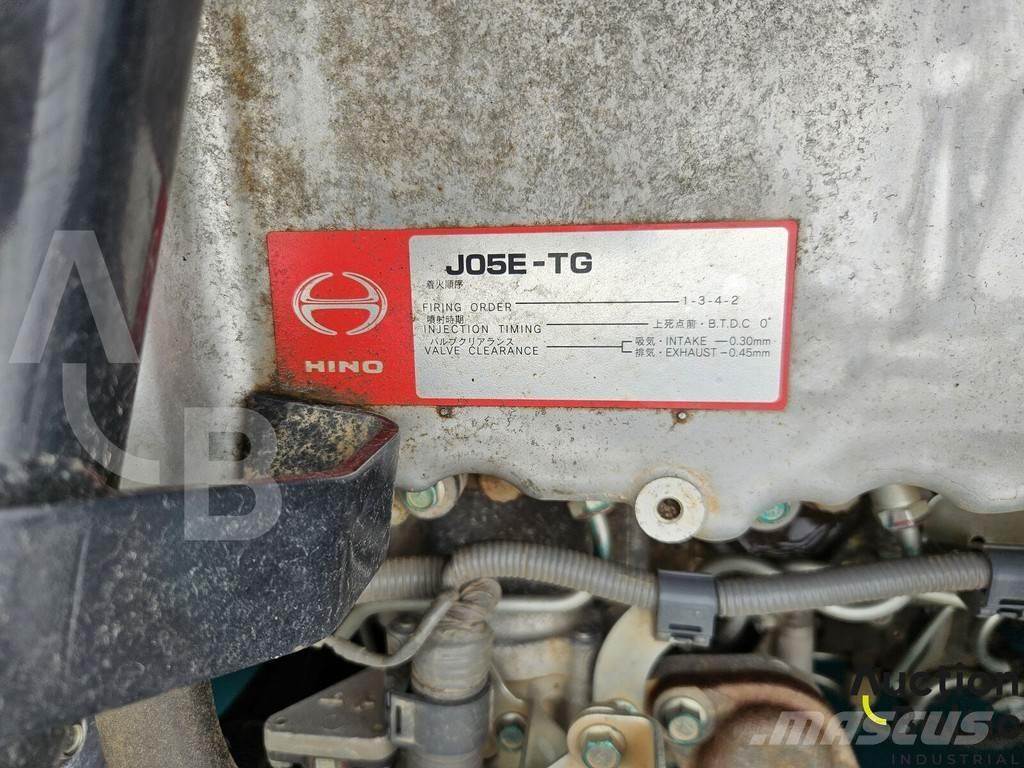 J05E-TG
着火順序
FIRING ORDER 1-3-4-2
噴射時期
INJECTION TIMING 上死点前・B.T.D.C 0°
バルブクリアランス 吸気・INTAKE 0.30mm
VALVE CLEARANCE 排気・EXHAUST 0.45mm
HINO
AB
Auction
MASCUS
INDUSTRIAL